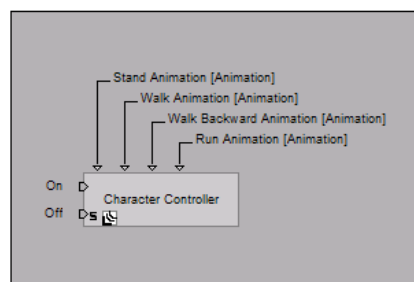 Stand Animation [Animation]
Walk Animation [Animation]
Walk Backward Animation [Animation]
Run Animation [Animation]
On
Character Controller
Off
S